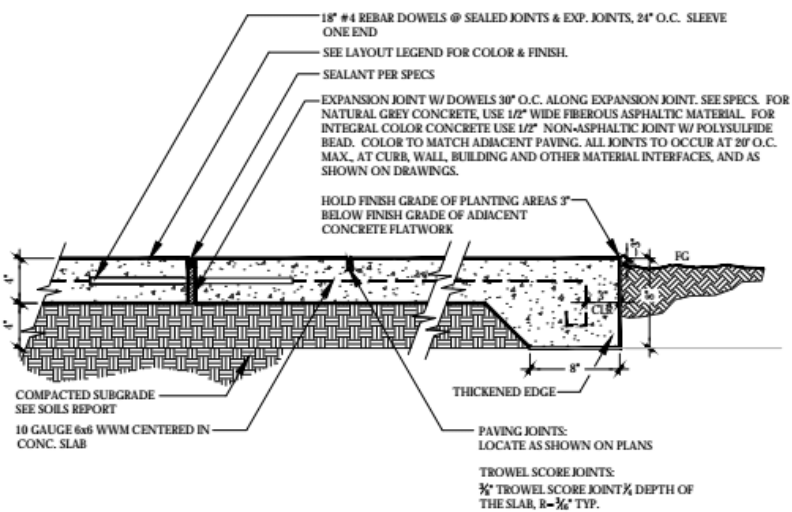 18" #4 REBAR DOWELS @ SEALED JOINTS & EXP. JOINTS, 24" O.C. SLEEVE
ONE END
SEE LAYOUT LEGEND FOR COLOR & FINISH.
SEALANT PER SPECS
EXPANSION JOINT W/ DOWELS 30" O.C. ALONG EXPANSION JOINT. SEE SPECS. FOR
NATURAL GREY CONCRETE, USE 1/2" WIDE FIBEROUS ASPHALTIC MATERIAL. FOR
INTEGRAL COLOR CONCRETE USE 1/2" NON-ASPHALTIC JOINT W/ POLYSULFIDE
BEAD. COLOR TO MATCH ADJACENT PAVING. ALL JOINTS TO OCCUR AT 20' O.C.
MAX., AT CURB, WALL, BUILDING AND OTHER MATERIAL INTERFACES, AND AS
SHOWN ON DRAWINGS.
HOLD FINISH GRADE OF PLANTING AREAS 3"
BELOW FINISH GRADE OF ADJACENT
CONCRETE FLATWORK
FG
4"
4"
3"
CLR
8"
COMPACTED SUBGRADE
SEE SOILS REPORT
THICKENED EDGE
10 GAUGE 6x6 WWM CENTERED IN
CONC. SLAB
PAVING JOINTS:
LOCATE AS SHOWN ON PLANS
TROWEL SCORE JOINTS:
TROWEL SCORE JOINT DEPTH OF
THE SLAB, R= TYP.